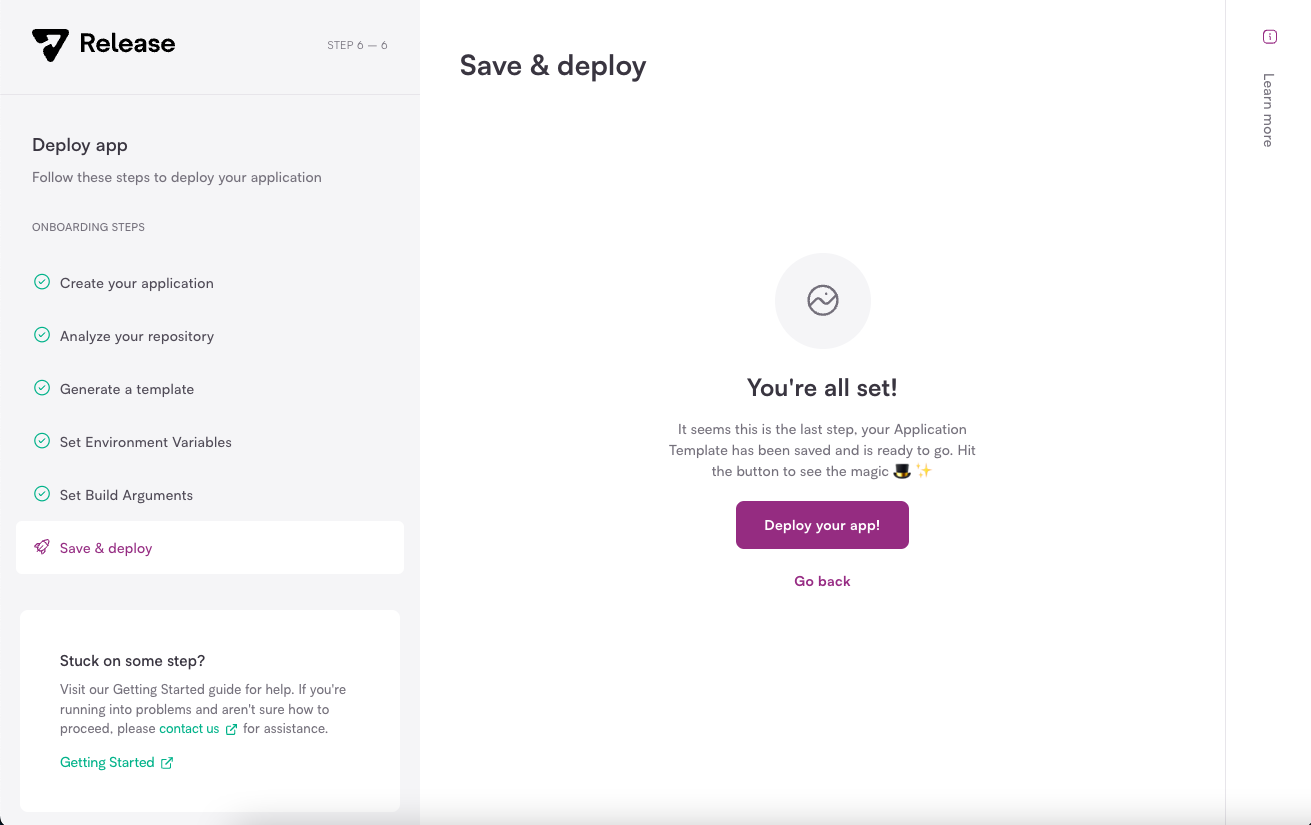 Release
STEP 6 — 6
Deploy app
Follow these steps to deploy your application
ONBOARDING STEPS
Create your application
Analyze your repository
Generate a template
Set Environment Variables
Set Build Arguments
Save & deploy
Stuck on some step?
Visit our Getting Started guide for help. If you're
running into problems and aren't sure how to
proceed, please contact us for assistance.
Getting Started
Save & deploy
You're all set!
It seems this is the last step, your Application
Template has been saved and is ready to go. Hit
the button to see the magic 🎩 ✨
Deploy your app!
Go back
Learn more